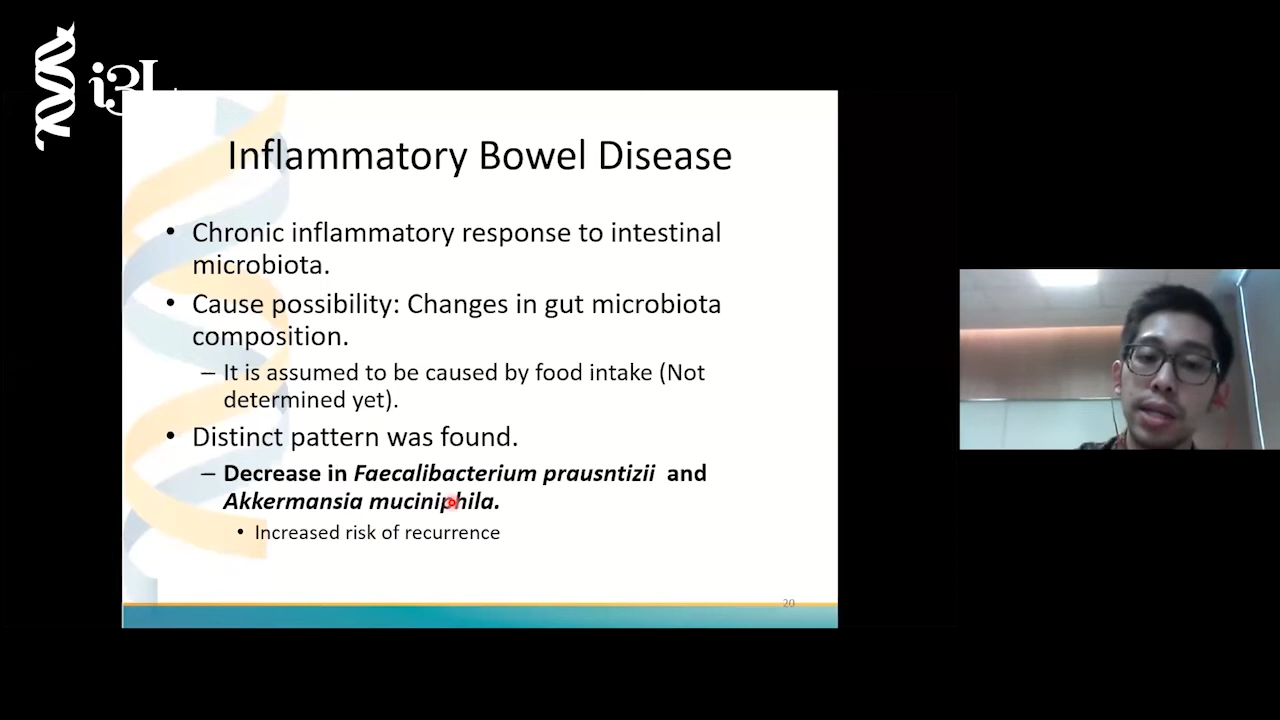 i3L
Inflammatory Bowel Disease
• Chronic inflammatory response to intestinal
microbiota.
• Cause possibility: Changes in gut microbiota
composition.
– It is assumed to be caused by food intake (Not
determined yet).
• Distinct pattern was found.
– Decrease in Faecalibacterium prausntizii and
Akkermansia muciniphila.
• Increased risk of recurrence
20